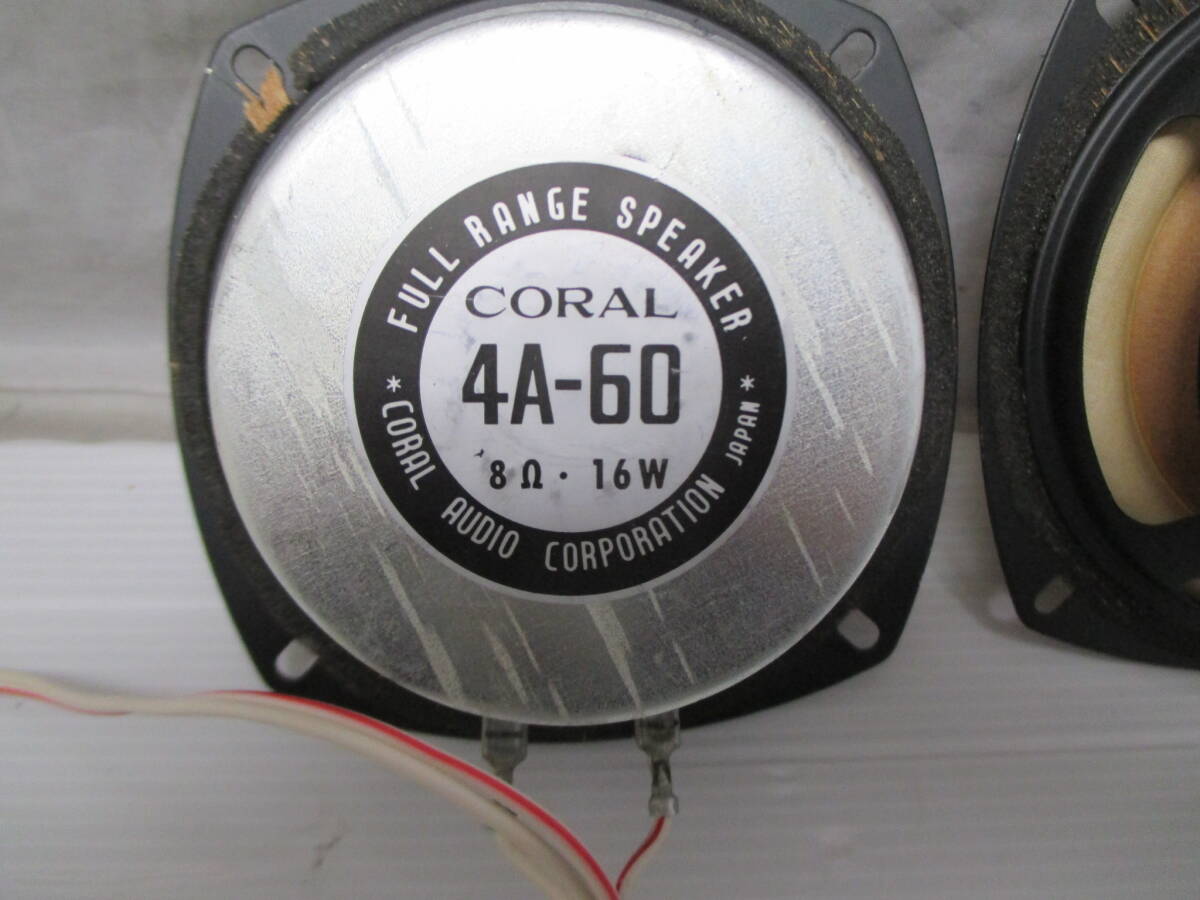 FULL RANGE SPEAKER
CORAL
4A-60
8Ω · 16W
* CORAL AUDIO CORPORATION JAPAN *